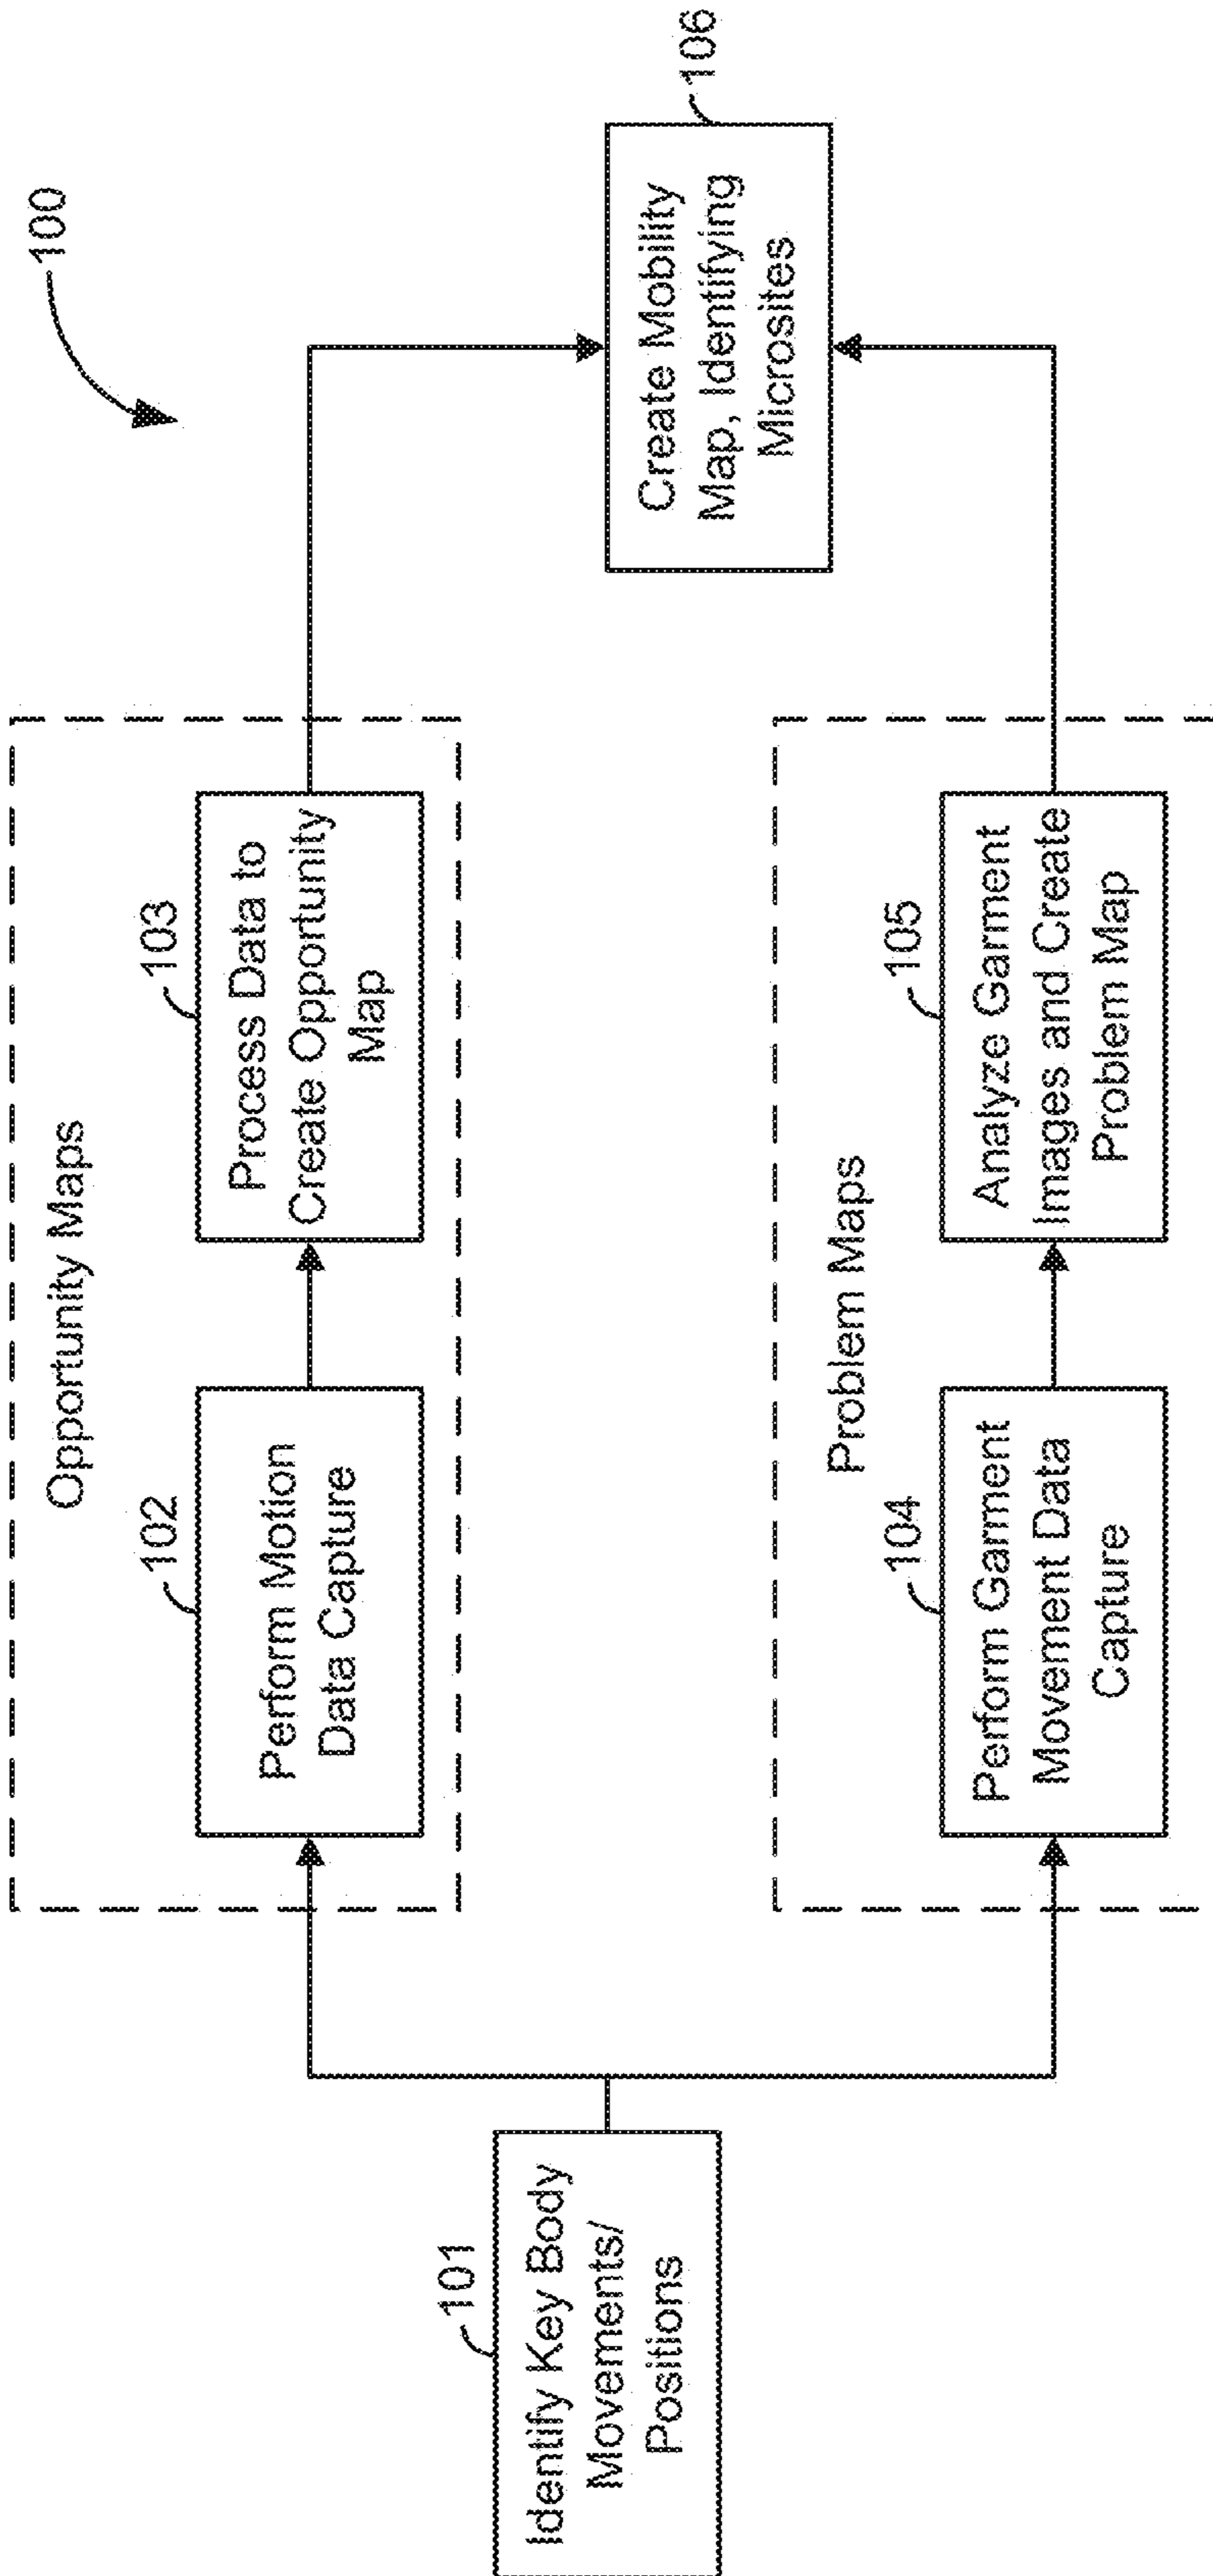 100
101
Identify Key Body
Movements/
Positions
Opportunity Maps
102
Perform Motion
Data Capture
103
Process Data to
Create Opportunity
Map
Problem Maps
104
Perform Garment
Movement Data
Capture
105
Analyze Garment
Images and Create
Problem Map
106
Create Mobility
Map, Identifying
Microsites